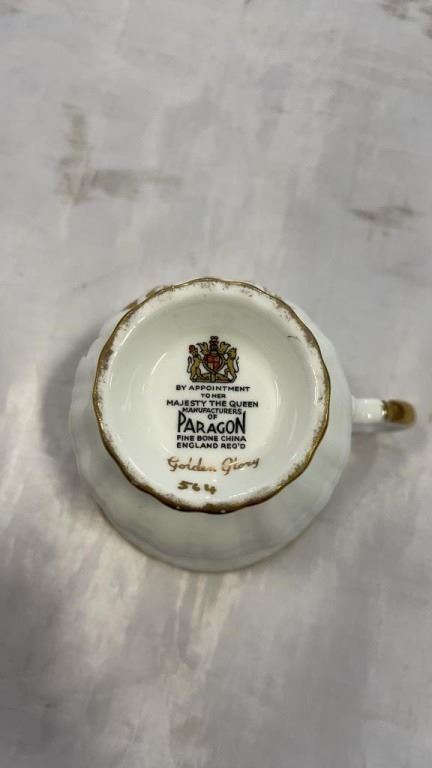 BY APPOINTMENT
TO HER
MAJESTY THE QUEEN
MANUFACTURERS
OF
PARAGON
FINE BONE CHINA
ENGLAND REG'D
Golden Glory
564